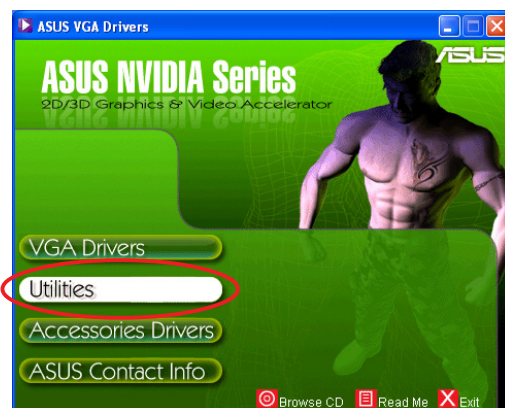 ASUS VGA Drivers
ASUS
ASUS NVIDIA Series
2D/3D Graphics & Video Accelerator
VGA Drivers
Utilities
Accessories Drivers
ASUS Contact Info
Browse CD Read Me X Exit